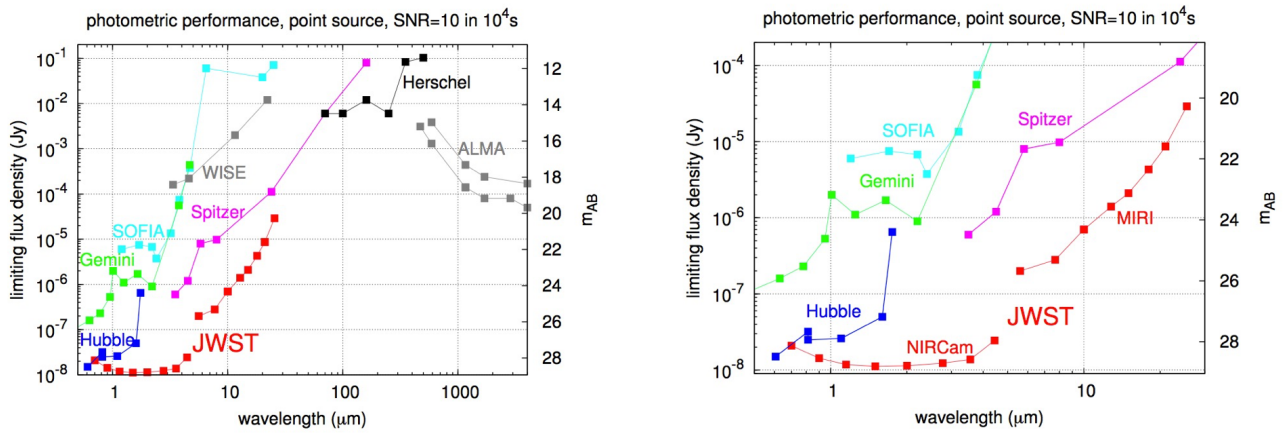 photometric performance, point source, SNR=10 in 10⁴s
limiting flux density (Jy)
10⁻¹
10⁻²
10⁻³
10⁻⁴
10⁻⁵
10⁻⁶
10⁻⁷
10⁻⁸
Herschel
WISE
ALMA
SOFIA
Spitzer
Gemini
Hubble
JWST
12
14
16
18
20
22
24
26
28
m_AB
1 10 100 1000
wavelength (μm)
photometric performance, point source, SNR=10 in 10⁴s
limiting flux density (Jy)
10⁻⁴
10⁻⁵
10⁻⁶
10⁻⁷
10⁻⁸
SOFIA
Spitzer
Gemini
MIRI
Hubble
JWST
NIRCam
20
22
24
26
28
m_AB
1 10
wavelength (μm)